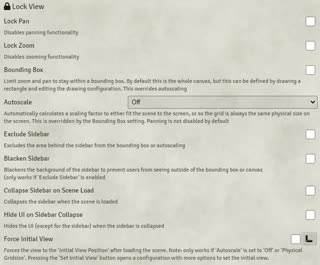 Lock View
Lock Pan
Disables panning functionality
Lock Zoom
Disables zooming functionality
Bounding Box
Limit zoom and pan to stay within a bounding box. By default this is the whole canvas, but this can be defined by drawing a
rectangle and editing the drawing configuration. This overrides autoscaling
Autoscale
Off
Automatically calculates a scaling factor to either fit the scene to the screen, or so the grid is always the same physical size on
the screen. This is overridden by the Bounding Box setting. Panning is not disabled by default
Exclude Sidebar
Excludes the area behind the sidebar from the bounding box or autoscaling
Blacken Sidebar
Blackens the background of the sidebar to prevent users from seeing outside of the bounding box or canvas
(only works if 'Exclude Sidebar' is enabled
Collapse Sidebar on Scene Load
Collapses the sidebar when the scene is loaded
Hide UI on Sidebar Collapse
Hides the UI (except for the sidebar) when the sidebar is collapsed
Force Initial View
Forces the view to the 'Initial View Position' after loading the scene. Note: only works if 'Autoscale' is set to 'Off' or 'Physical
Gridsize'. Pressing the 'Set Initial View' button opens a configuration with more options to set the initial view.